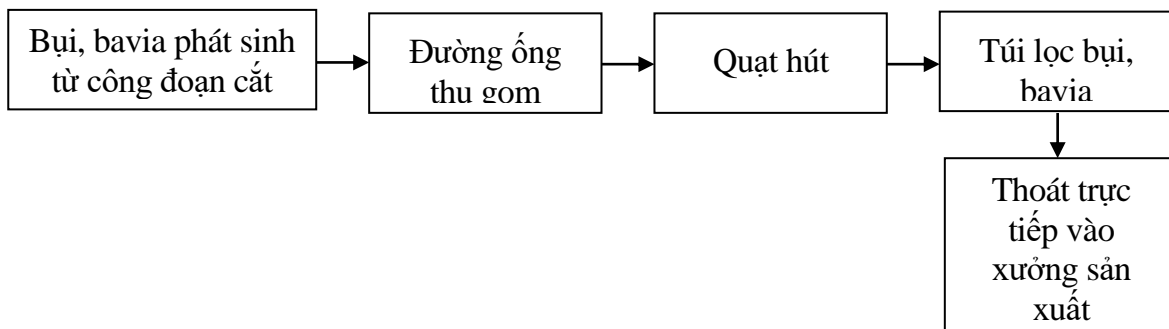 Bụi, bavia phát sinh
từ công đoạn cắt
Đường ống
thu gom
Quạt hút
Túi lọc bụi,
bavia
Thoát trực
tiếp vào
xưởng sản
xuất